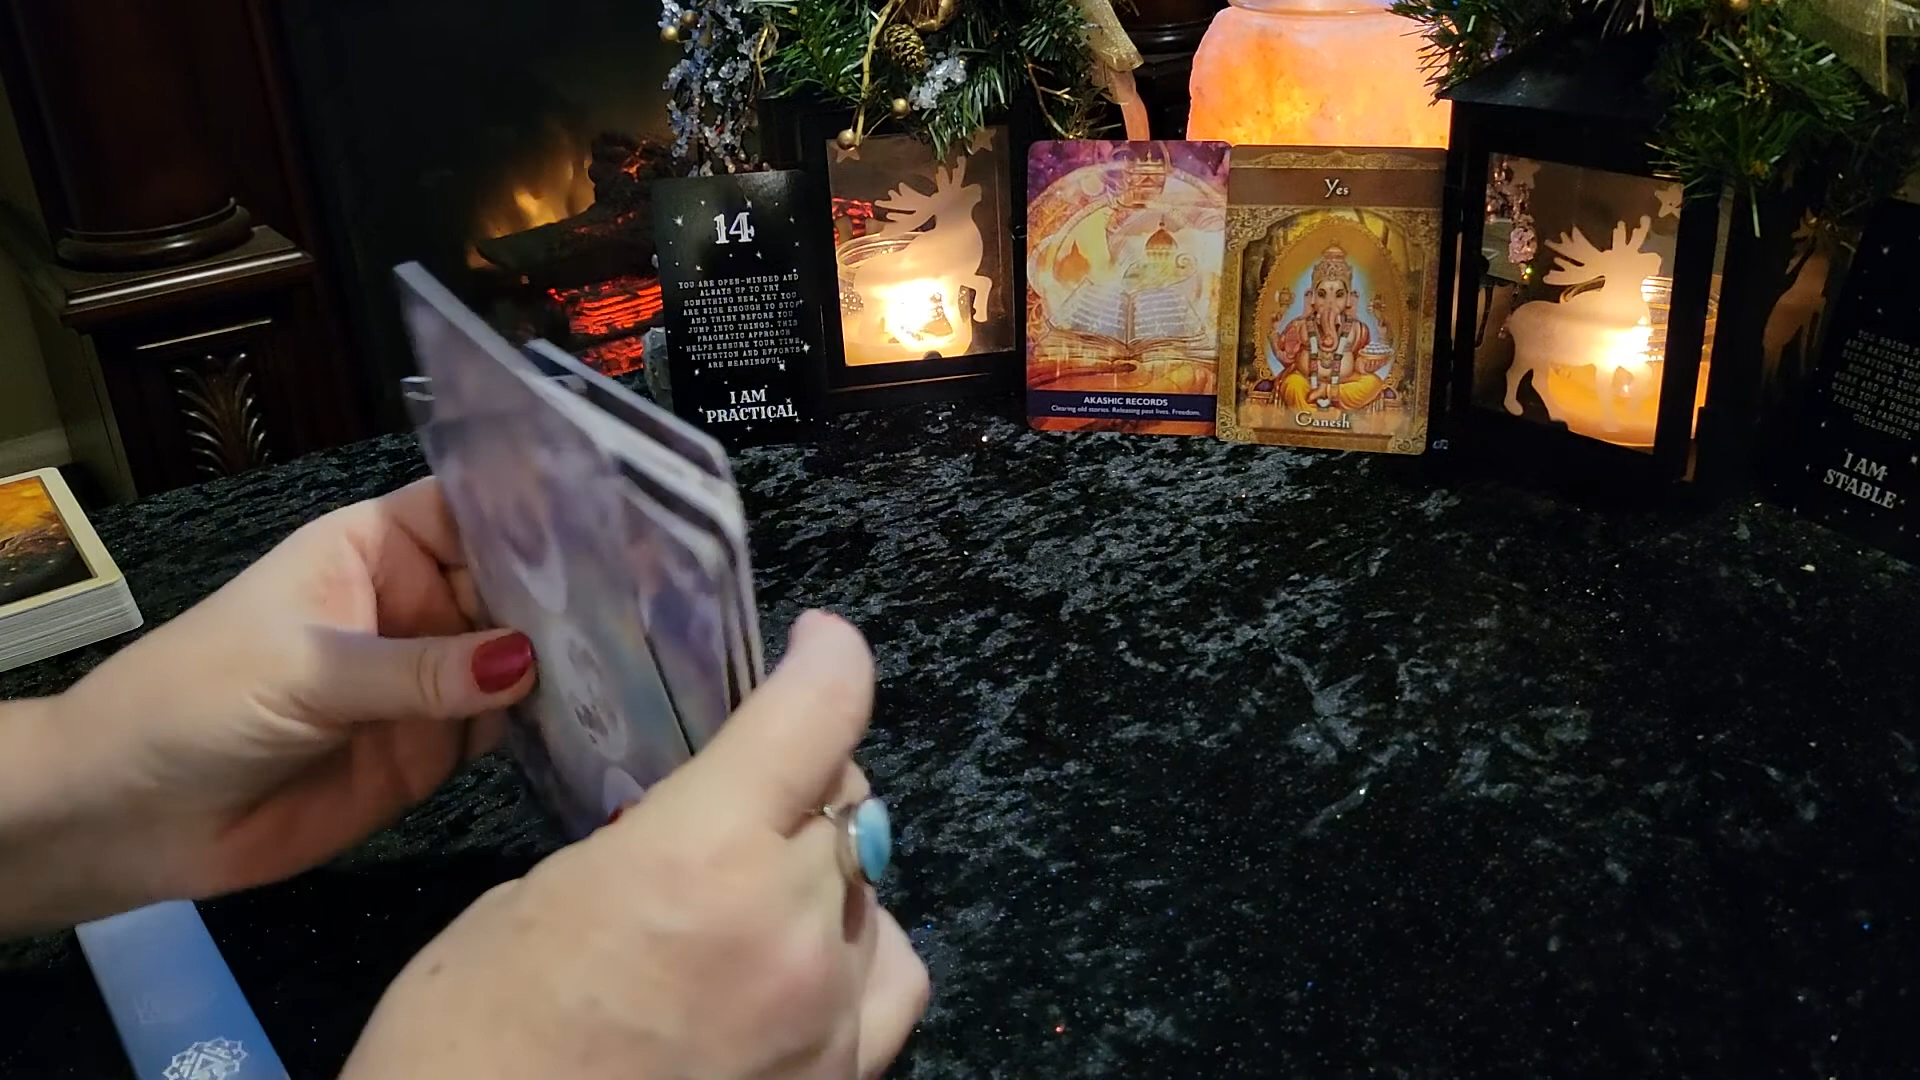 14
YOU ARE OPEN-MINDED AND
ALWAYS UP TO TRY
SOMETHING NEW, YET YOU
ARE WISE ENOUGH TO STOP
AND THINK BEFORE YOU
JUMP INTO THINGS. THIS
PRAGMATIC APPROACH
HELPS ENSURE YOUR TIME,
ATTENTION AND EFFORTS
ARE MEANINGFUL.
I AM
PRACTICAL
AKASHIC RECORDS
Clearing old stories. Releasing past lives. Freedom.
Yes
Ganesh
COLLEAGUE.
I AM
STABLE